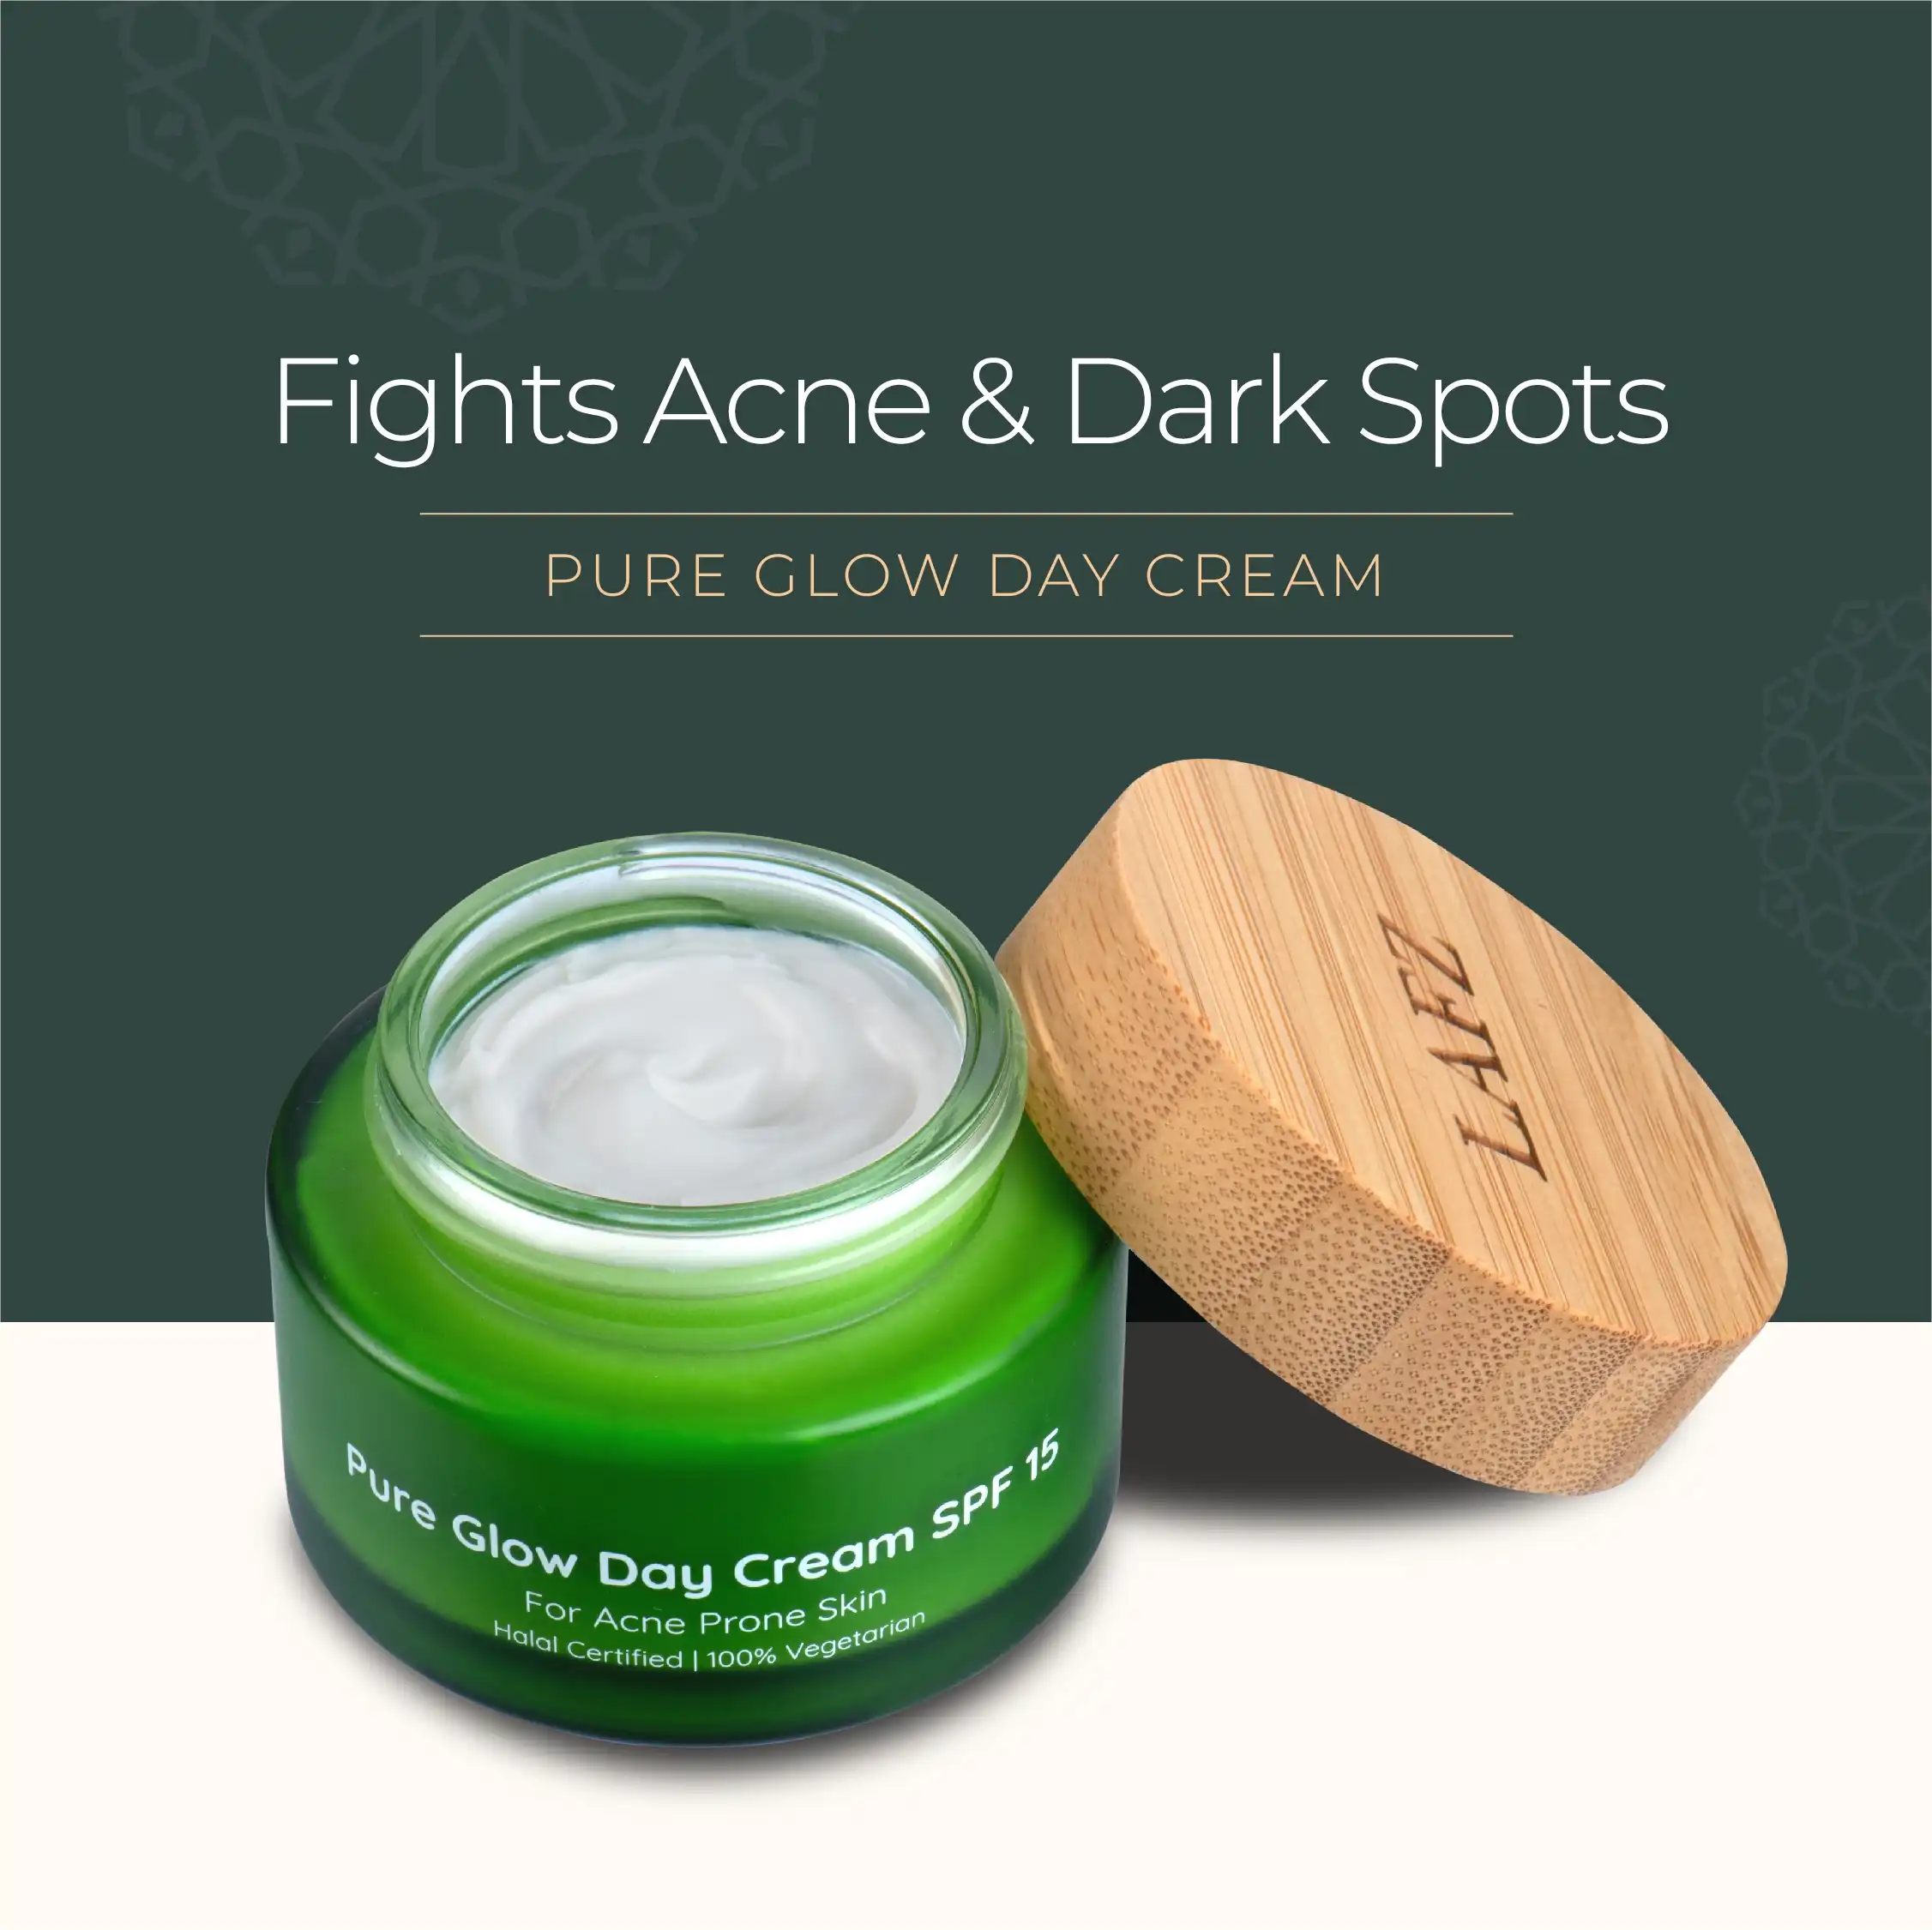 Fights Acne & Dark Spots
PURE GLOW DAY CREAM
LAFZ
Pure Glow Day Cream SPF 15
For Acne Prone Skin
Halal Certified | 100% Vegetarian